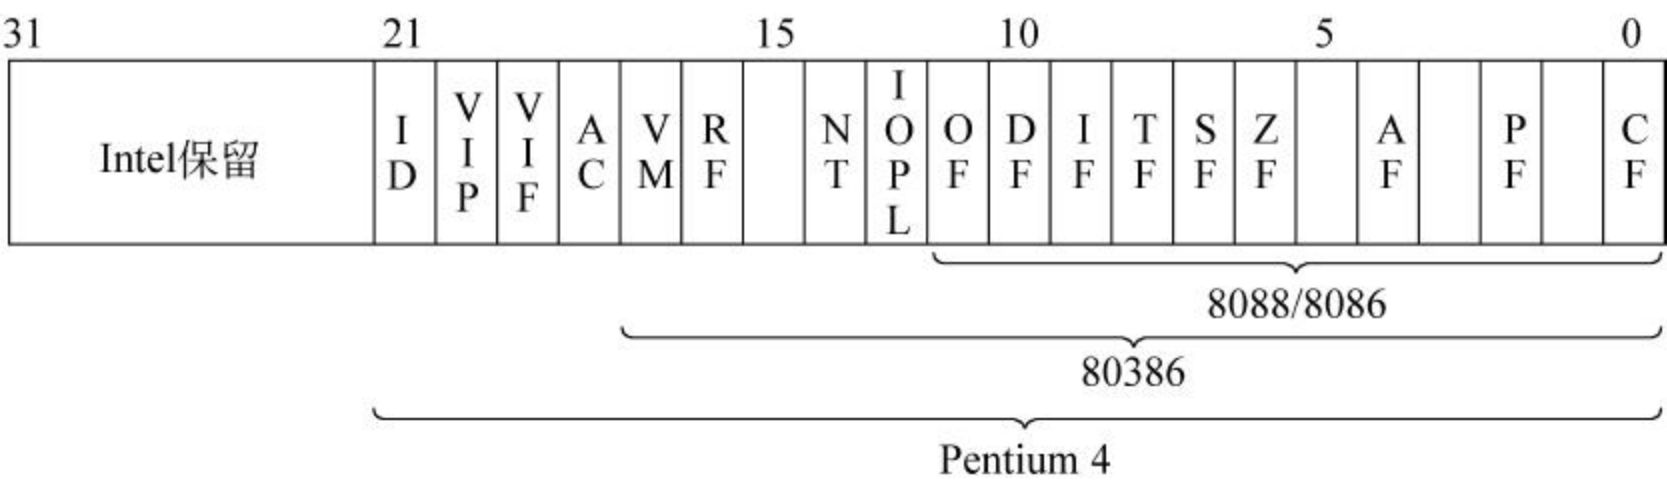 31 21 15 10 5 0
Intel保留 ID VIP VIF AC VM RF NT IOPL OF DF IF TF SF ZF AF PF CF
8088/8086
80386
Pentium 4